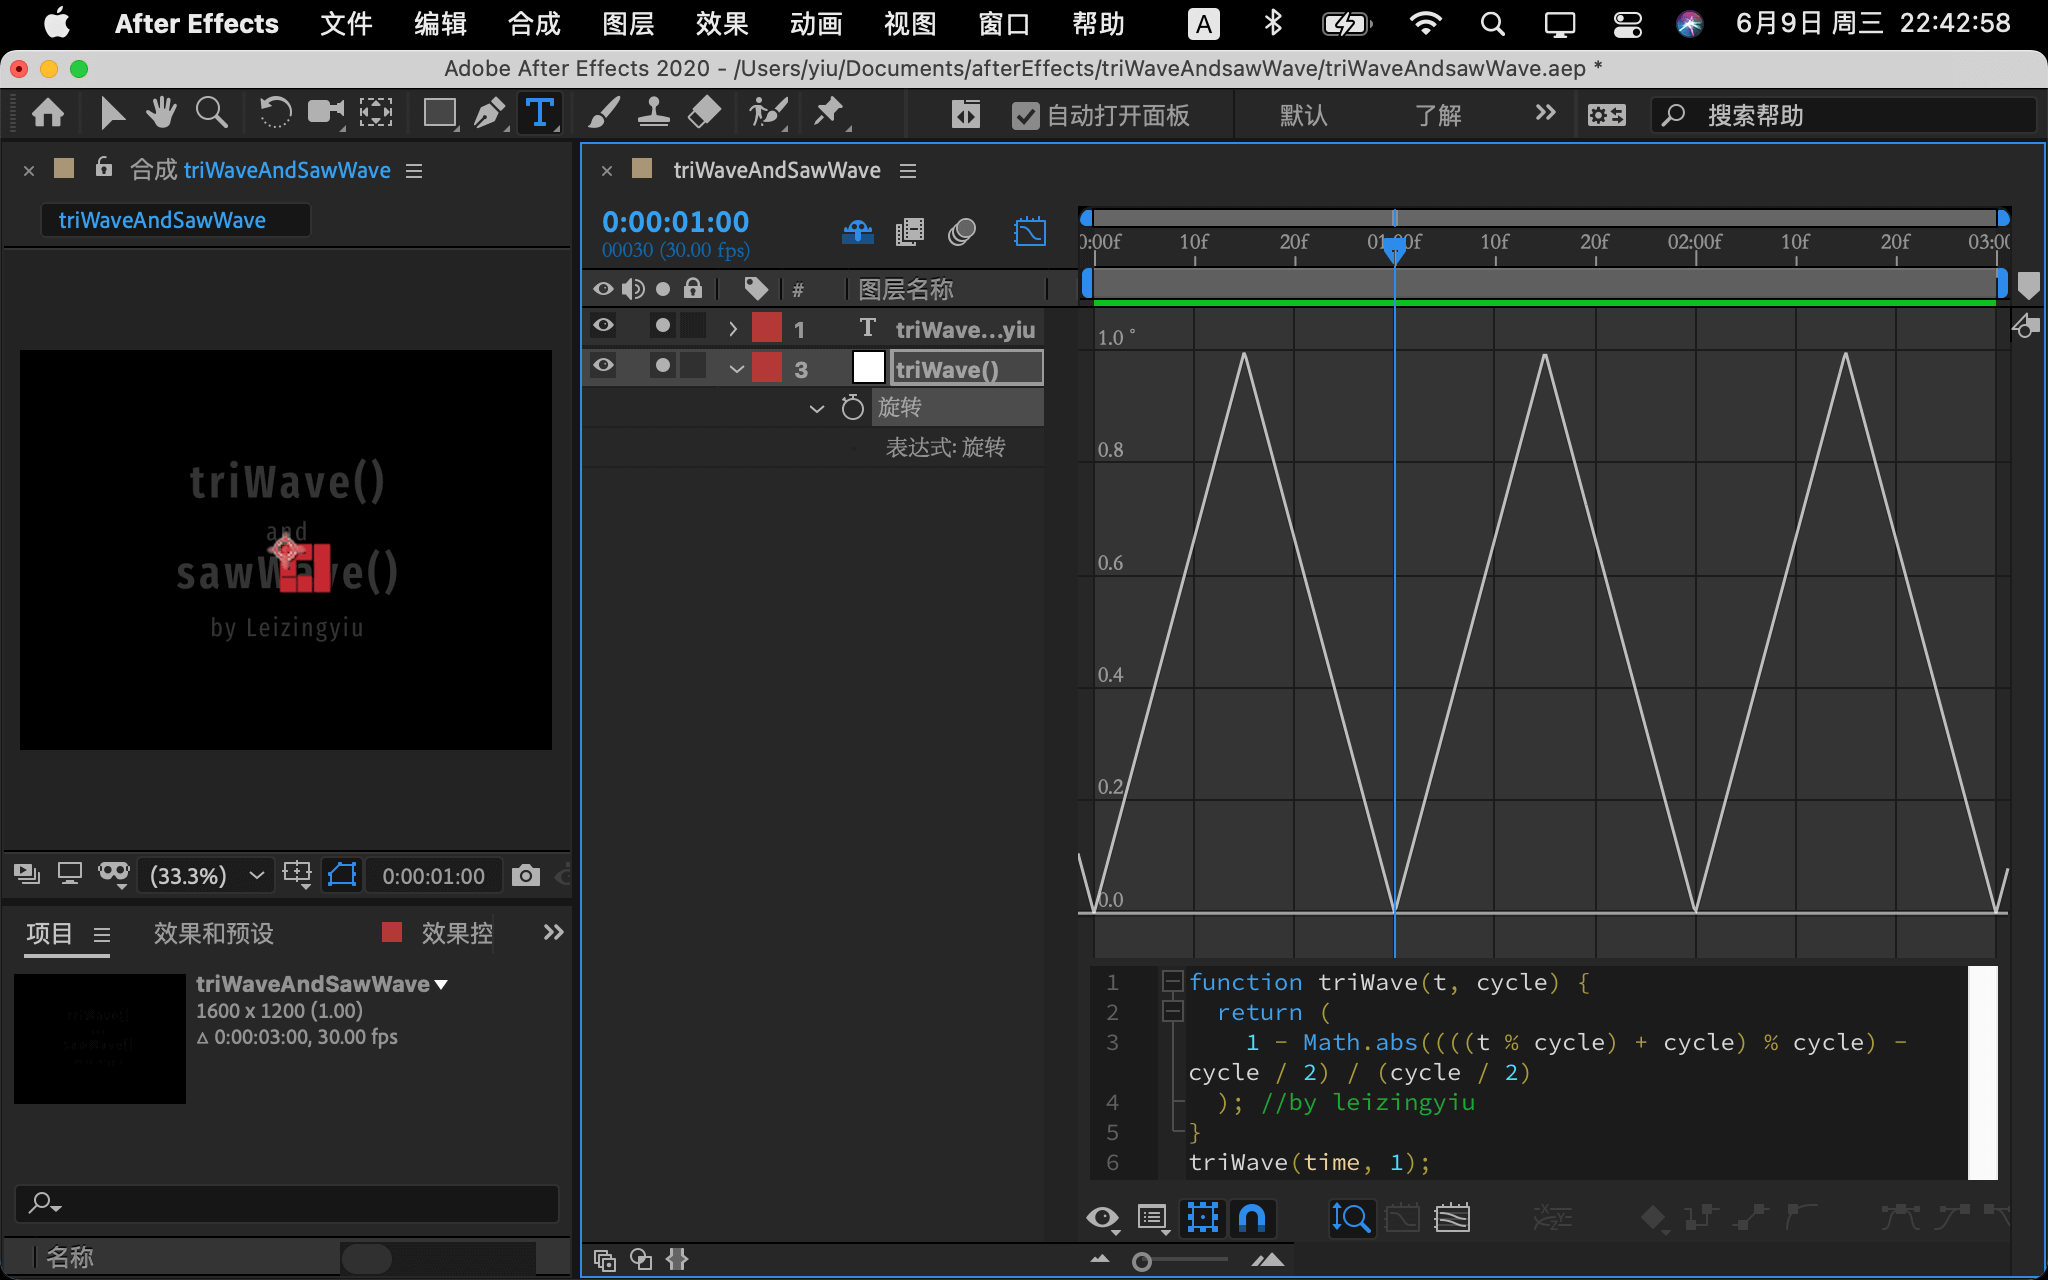 After Effects 文件 编辑 合成 图层 效果 动画 视图 窗口 帮助 A 6月9日 周三 22:42:58
Adobe After Effects 2020 - /Users/yiu/Documents/afterEffects/triWaveAndsawWave/triWaveAndsawWave.aep *
T 自动打开面板 默认 了解 搜索帮助
合成 triWaveAndSawWave
triWaveAndSawWave
triWave()
and
by Leizingyiu
(33.3%) 0:00:01:00
项目 效果和预设 效果控
triWaveAndSawWave
1600 x 1200 (1.00)
Δ 0:00:03:00, 30.00 fps
名称
triWaveAndSawWave
0:00:01:00
00030 (30.00 fps)
# 图层名称
1 T triWave...yiu
3 triWave()
旋转
表达式: 旋转
0:00f 10f 20f 01:00f 10f 20f 02:00f 10f 20f 03:00
1.0°
0.8
0.6
0.4
0.2
0.0
1 function triWave(t, cycle) {
2 return (
3 1 - Math.abs((((t % cycle) + cycle) % cycle) -
cycle / 2) / (cycle / 2)
4 ); //by leizingyiu
5 }
6 triWave(time, 1);